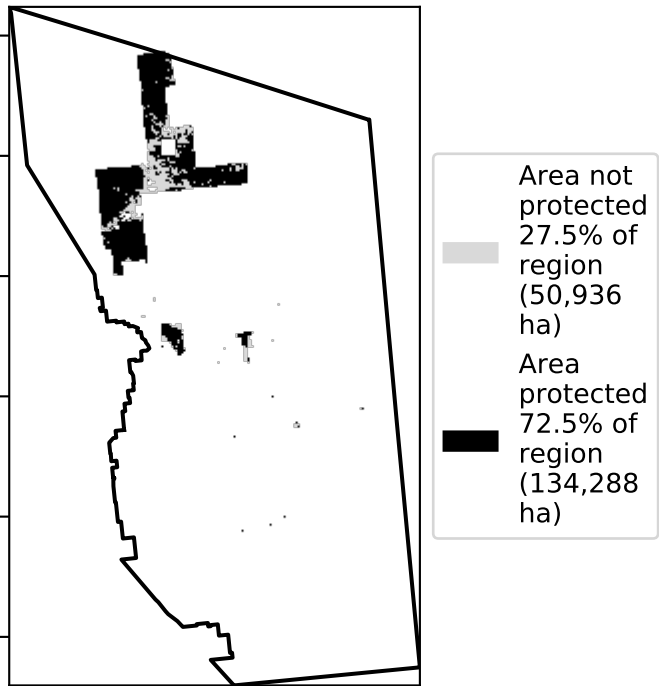 Area not
protected
27.5% of
region
(50,936
ha)
Area
protected
72.5% of
region
(134,288
ha)